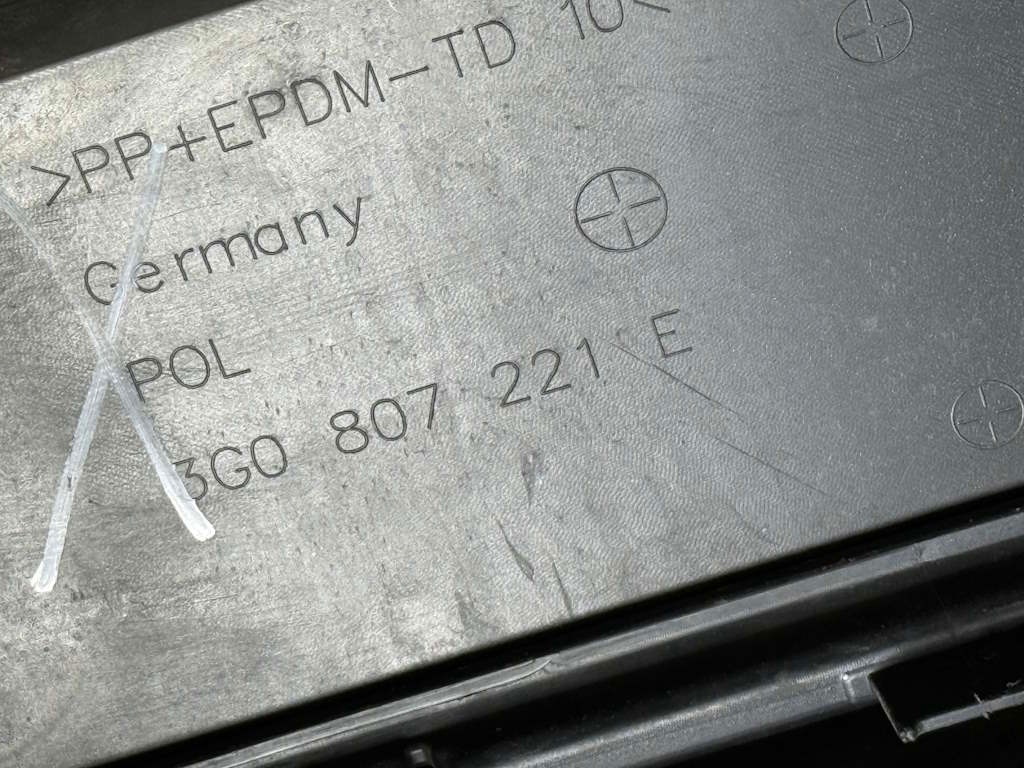 >PP+EPDM-TD 10<
Germany
POL
3G0 807 221 E